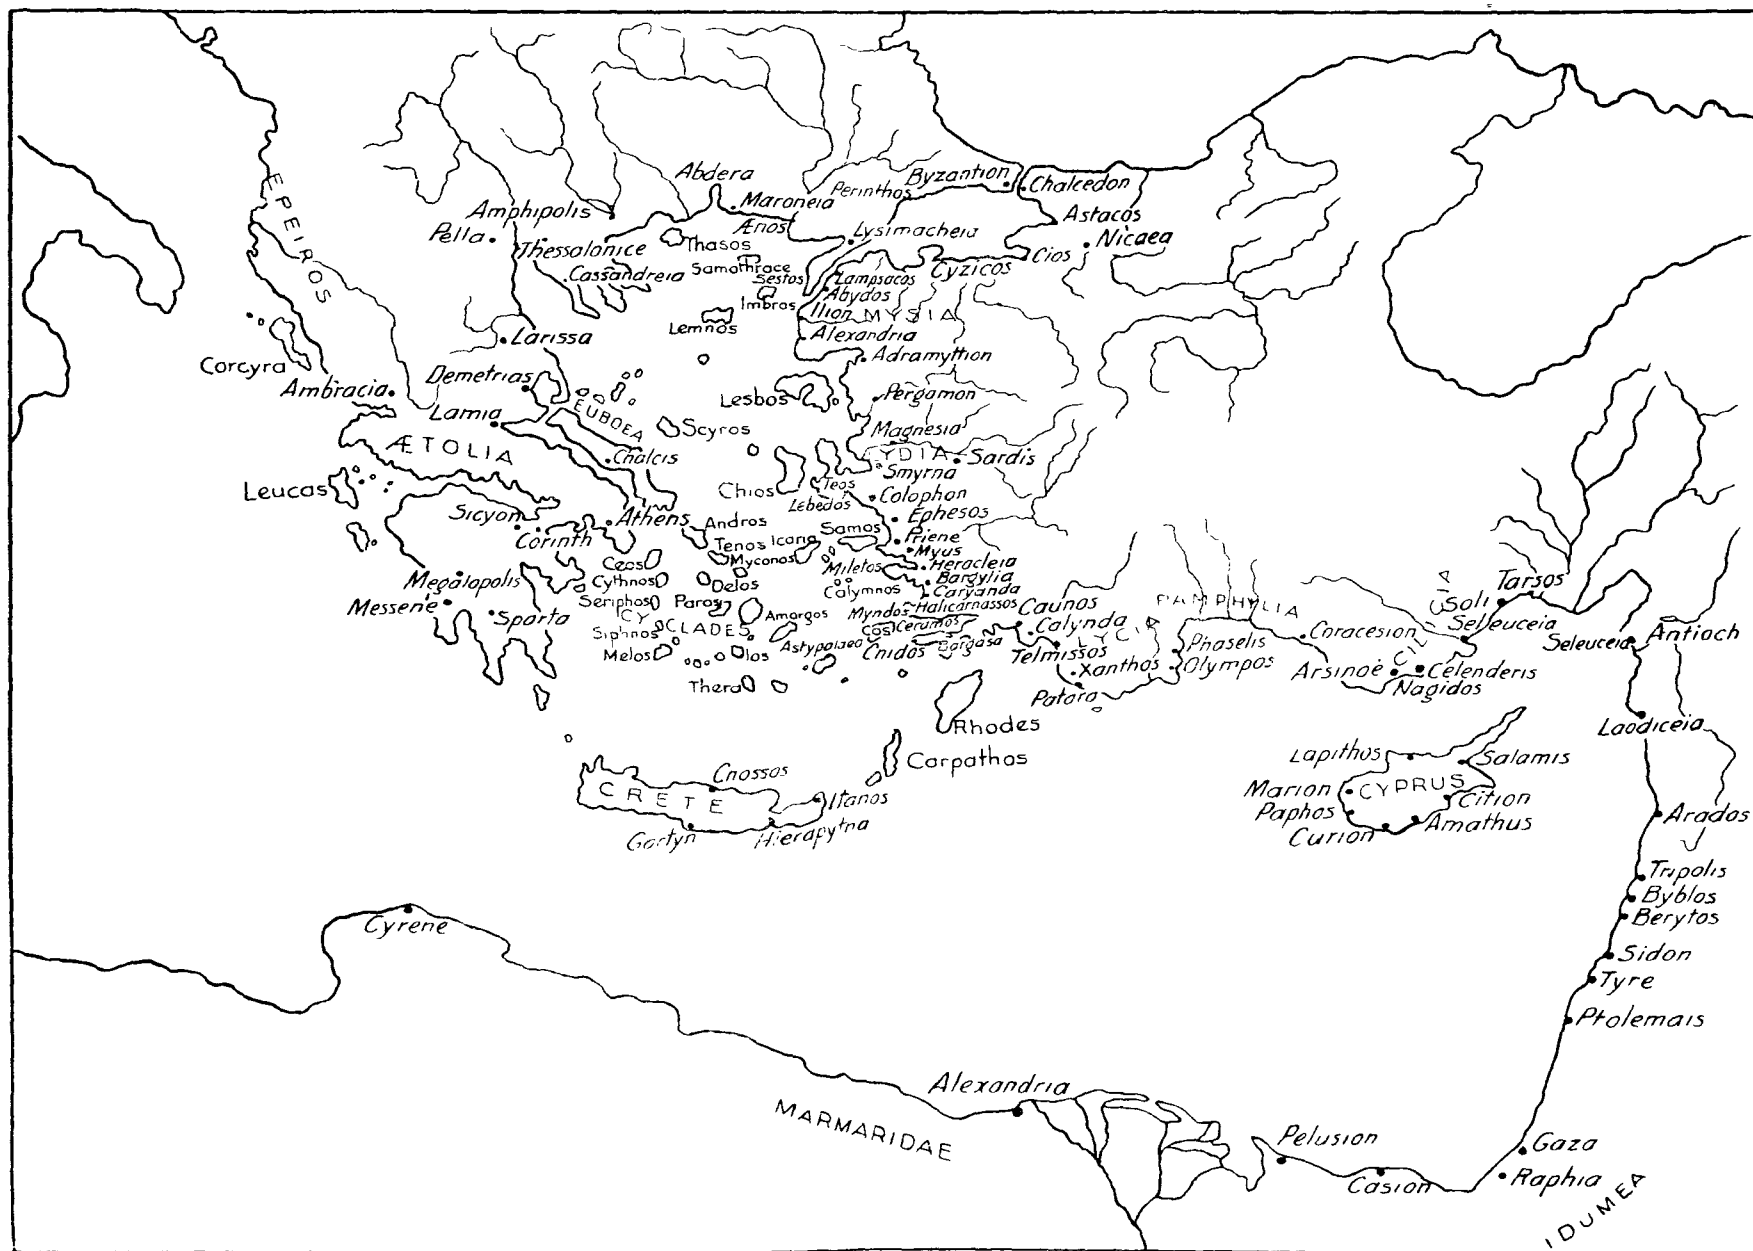 Abdera
Maroneia
Perinthos
Byzantion
Chalcedon
Amphipolis
Ænos
Astacos
Pella
Thessalonice
Thasos
Lysimacheia
Cios
Nicaea
Cassandreia
Samothrace
Sestos
Lampsacos
Cyzicos
Abydos
Imbros
EPEIROS
Ilion
MYSIA
Lemnos
Larissa
Alexandria
Adramytion
Corcyra
Ambracia
Demetrias
Lesbos
Pergamon
Lamia
EUBOEA
Scyros
Magnesia
ÆTOLIA
Chalcis
LYDIA
Sardis
Smyrna
Leucas
Chios
Teos
Lebedos
Colophon
Sicyon
Athens
Andros
Samos
Ephesos
Corinth
Tenos
Icaria
Priene
Myus
Ceos
Myconos
Miletos
Heracleia
Megalopolis
Cythnos
Delos
Calymnos
Bargylia
Caryanda
Messene
Sparta
Seriphos
Paros
Amorgos
Myndos
Halicarnassos
Caunos
PAMPHYLIA
CYCLADES
Siphnos
Astypalaea
Cos
Ceramos
Calynda
LYCIA
Melos
Ios
Cnidos
Bargasa
Telmissos
Phaselis
Coracesion
CILICIA
Soli
Tarsos
Seleuceia
Seleuceia
Antioch
Thera
Xanthos
Olympos
Arsinoë
Celenderis
Patara
Nagidos
Rhodes
Laodiceia
Carpathos
Lapithos
Salamis
Cnossos
CRETE
Itanos
Marion
CYPRUS
Cition
Gortyn
Hierapytna
Paphos
Curion
Amathus
Arados
Tripolis
Byblos
Berytos
Cyrene
Sidon
Tyre
Ptolemais
Alexandria
MARMARIDAE
Pelusion
Casion
Gaza
Raphia
IDUMEA